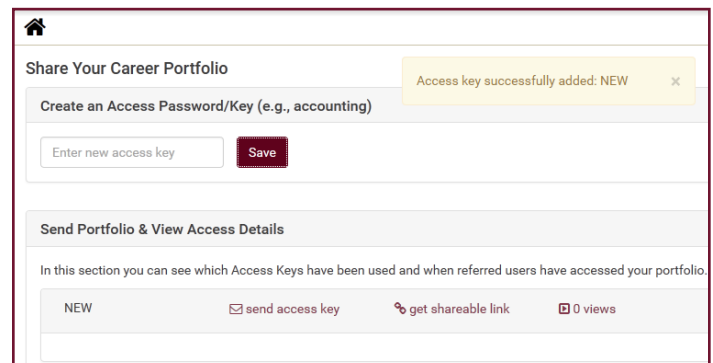 Share Your Career Portfolio
Access key successfully added: NEW ×
Create an Access Password/Key (e.g., accounting)
Enter new access key Save
Send Portfolio & View Access Details
In this section you can see which Access Keys have been used and when referred users have accessed your portfolio.
NEW send access key get shareable link 0 views